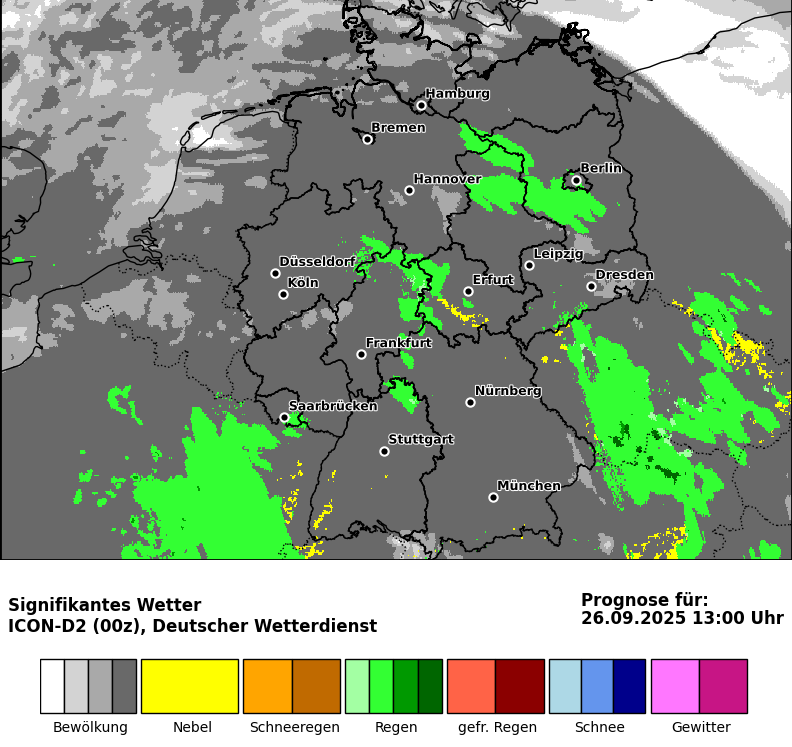 Hamburg
Bremen
Berlin
Hannover
Leipzig
Düsseldorf
Dresden
Köln
Erfurt
Frankfurt
Nürnberg
Saarbrücken
Stuttgart
München
Signifikantes Wetter
ICON-D2 (00z), Deutscher Wetterdienst
Prognose für:
26.09.2025 13:00 Uhr
Bewölkung
Nebel
Schneeregen
Regen
gefr. Regen
Schnee
Gewitter